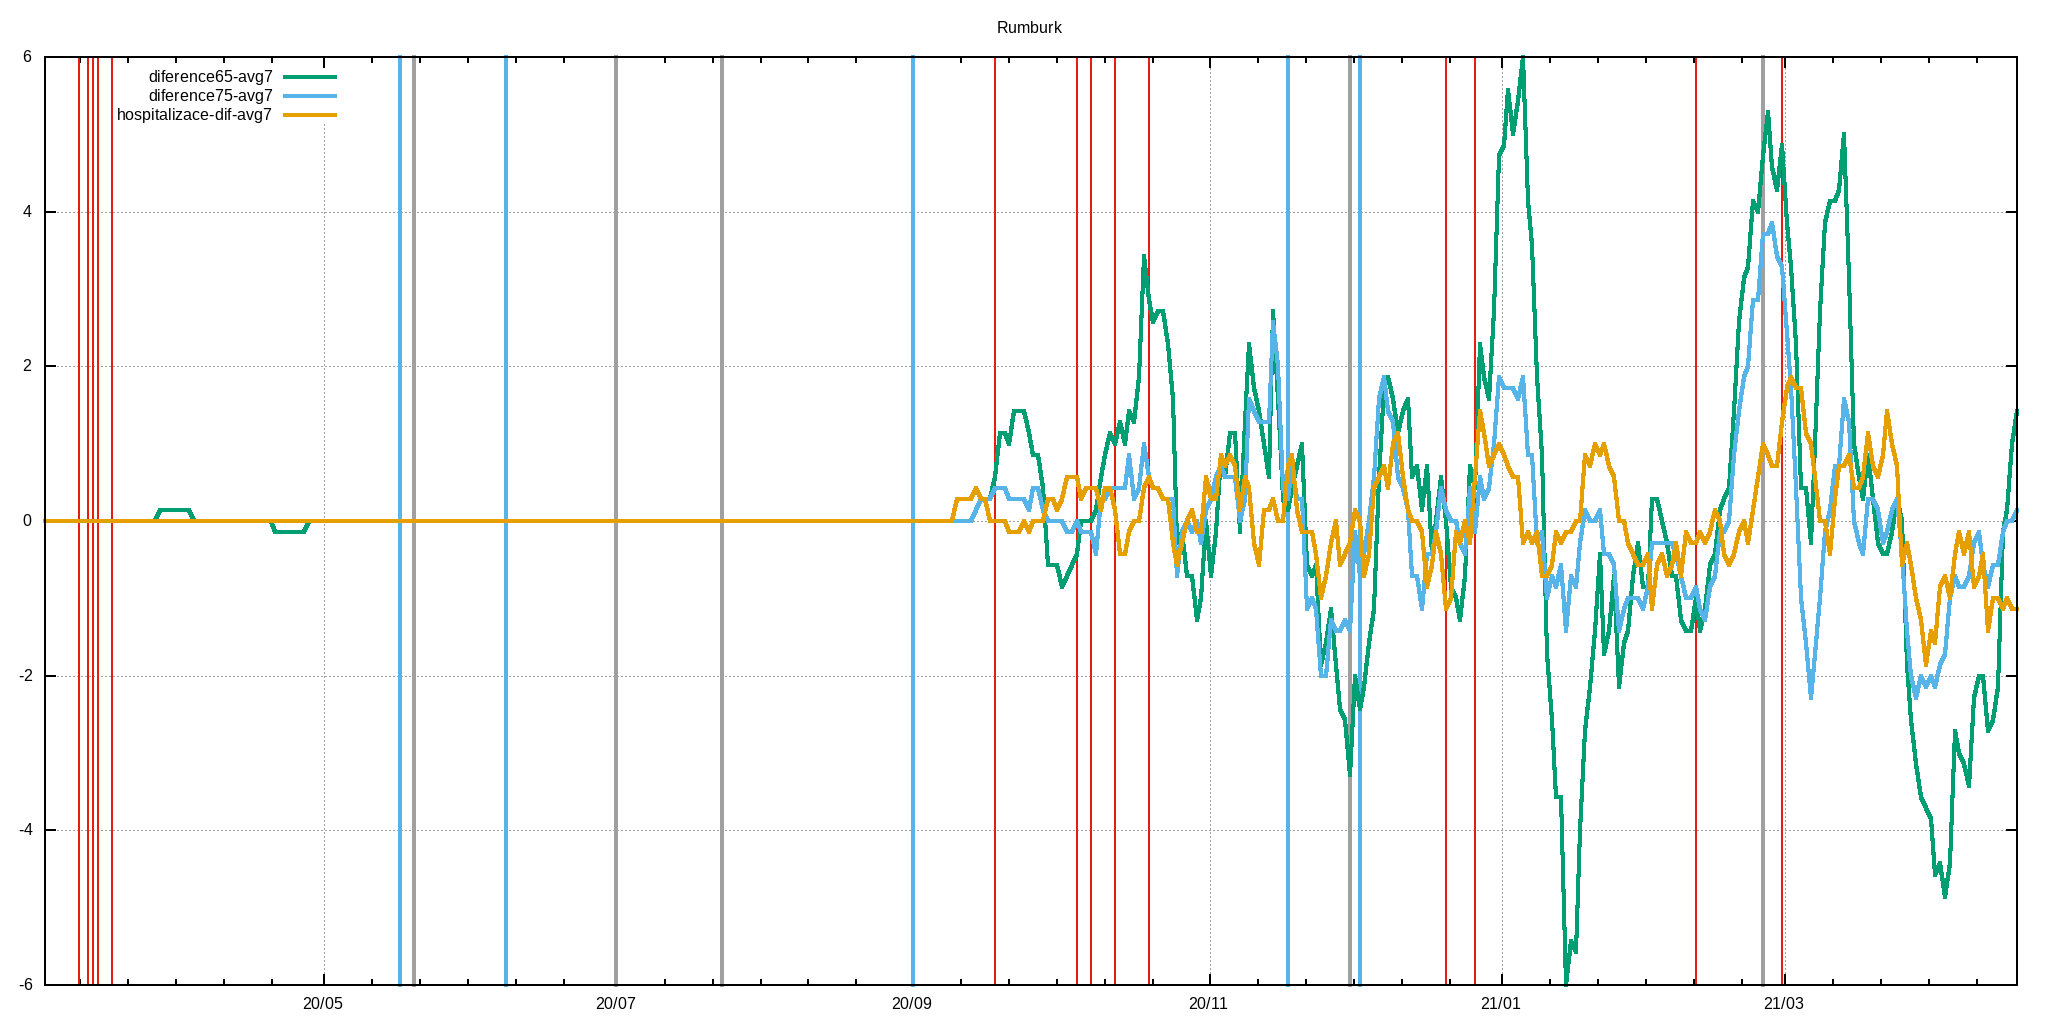 Rumburk
diference65-avg7
diference75-avg7
hospitalizace-dif-avg7
6
4
2
0
-2
-4
-6
20/05 20/07 20/09 20/11 21/01 21/03